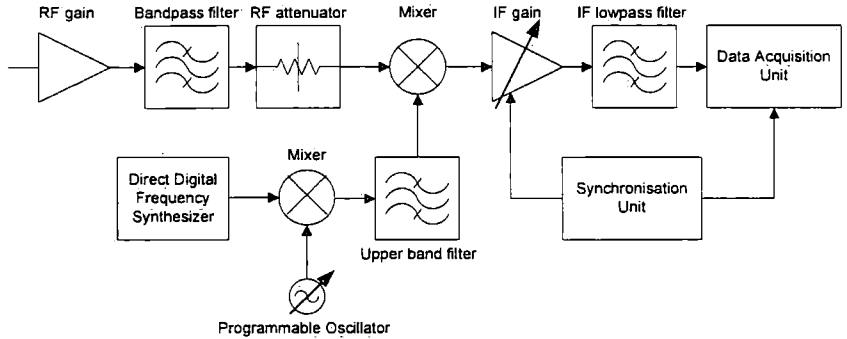 RF gain
Bandpass filter
RF attenuator
Mixer
IF gain
IF lowpass filter
Data Acquisition
Unit
Direct Digital
Frequency
Synthesizer
Mixer
Upper band filter
Synchronisation
Unit
Programmable Oscillator